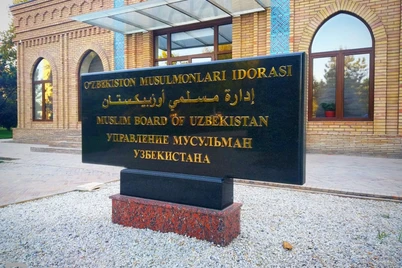 O'ZBEKISTON MUSULMONLARI IDORASI
إدارة مسلمي أوزبيكستان
MUSLIM BOARD OF UZBEKISTAN
УПРАВЛЕНИЕ МУСУЛЬМАН
УЗБЕКИСТАНА